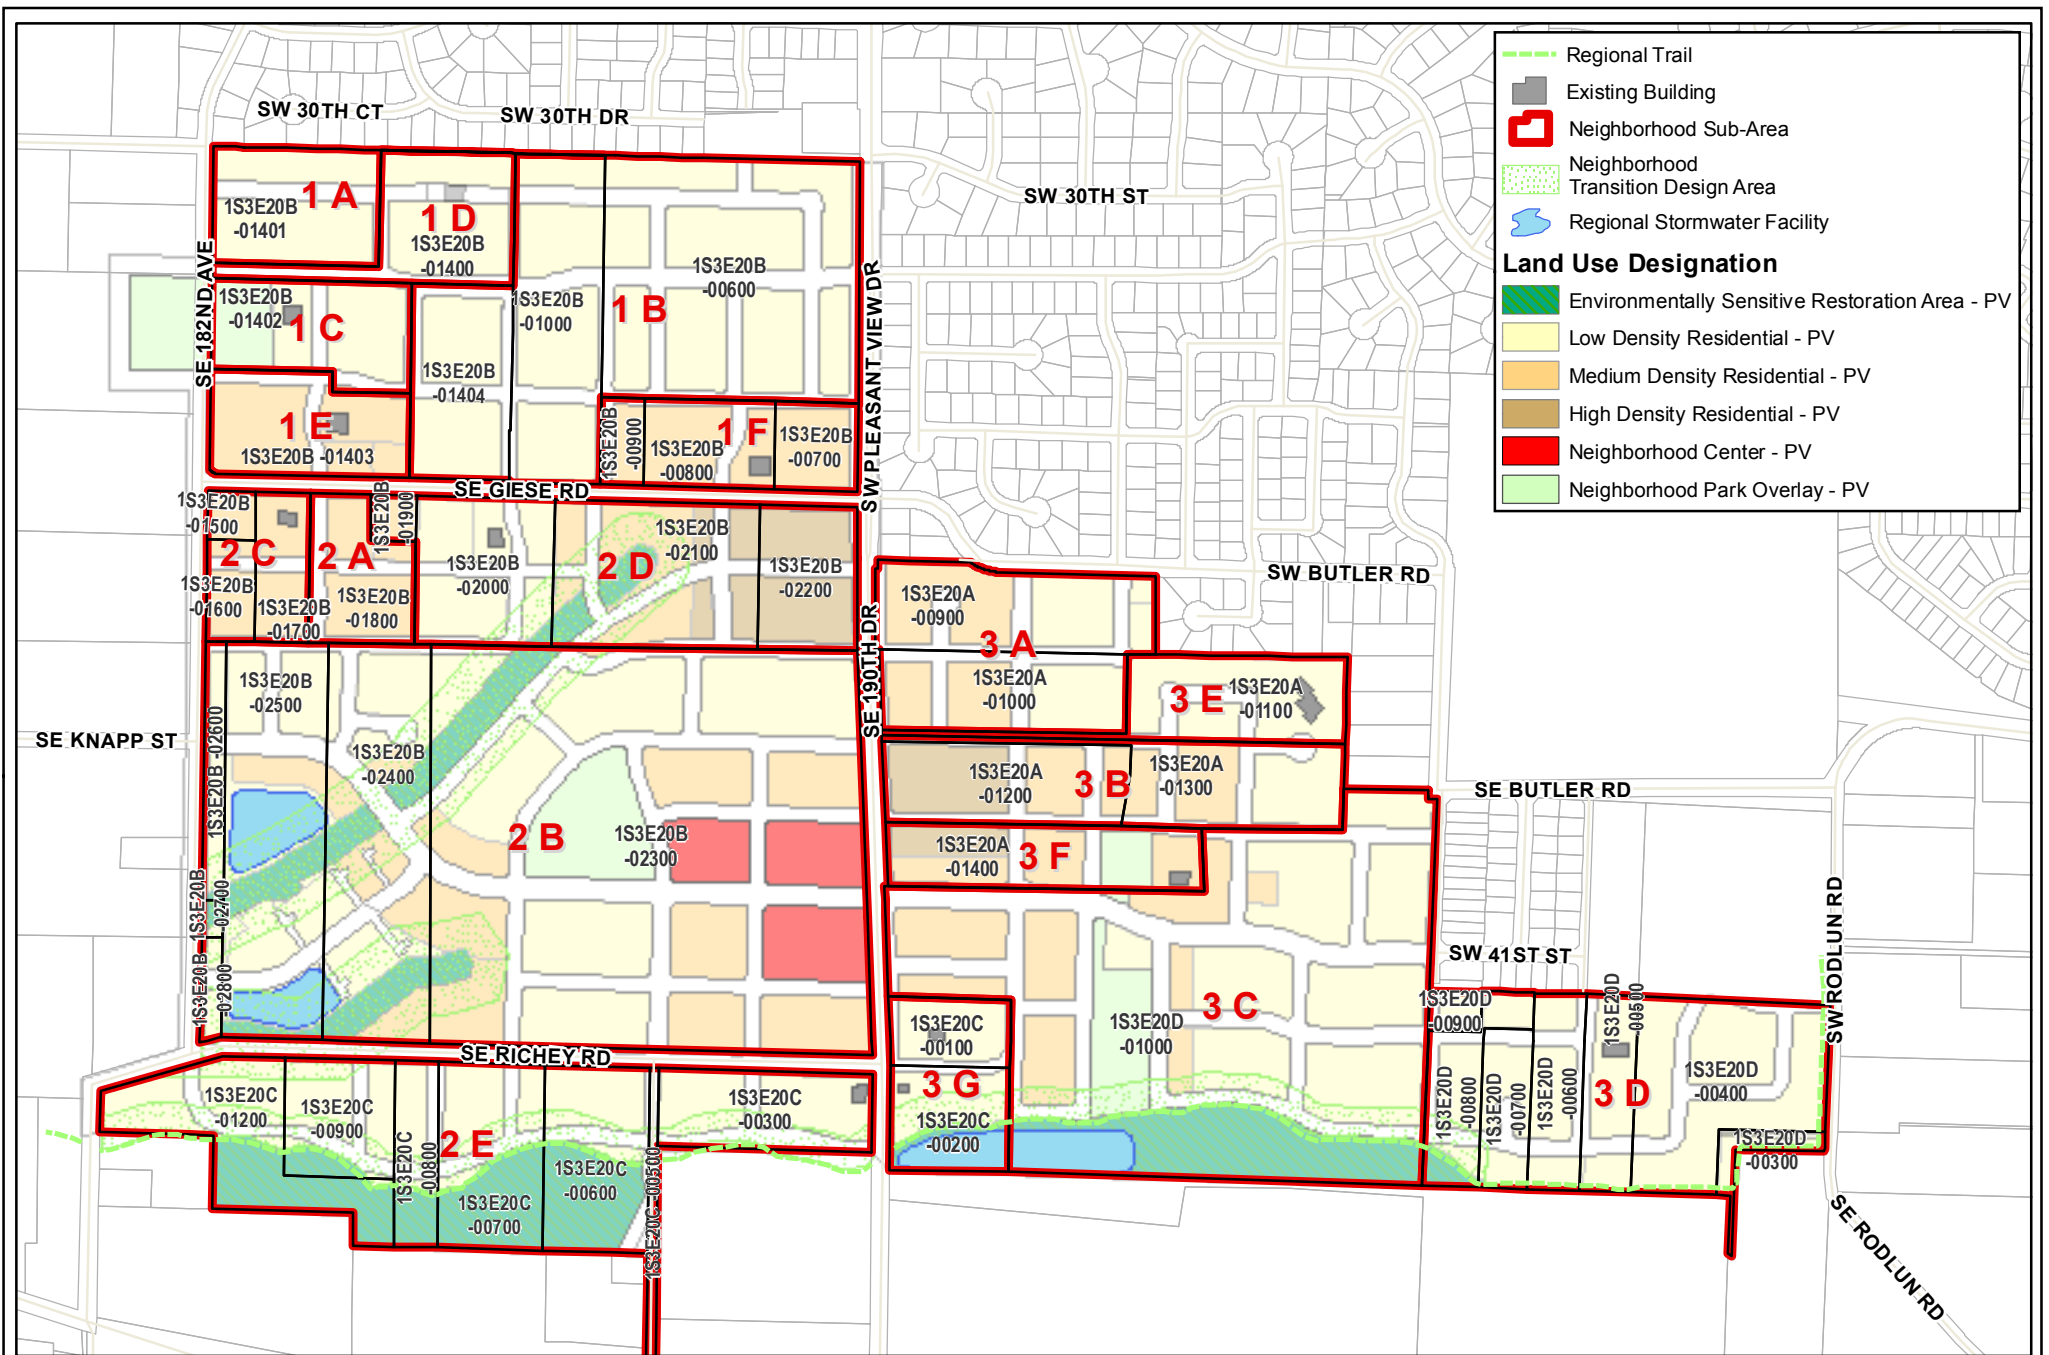 Regional Trail
Existing Building
Neighborhood Sub-Area
Neighborhood
Transition Design Area
Regional Stormwater Facility
Land Use Designation
Environmentally Sensitive Restoration Area - PV
Low Density Residential - PV
Medium Density Residential - PV
High Density Residential - PV
Neighborhood Center - PV
Neighborhood Park Overlay - PV
SW 30TH CT
SW 30TH DR
SW 30TH ST
SE 182ND AVE
SW PLEASANT VIEW DR
1 A
1S3E20B
-01401
1 D
1S3E20B
-01400
1S3E20B
-00600
1 B
1S3E20B
-01000
1S3E20B
-01402
1 C
1S3E20B
-01404
1 E
1S3E20B -01403
1S3E20B
-00900
1 F
1S3E20B
-00800
1S3E20B
-00700
SE GIESE RD
1S3E20B
-01500
2 C
1S3E20B
-01600
1S3E20B
-01700
2 A
1S3E20B
-01900
1S3E20B
-01800
1S3E20B
-02000
2 D
1S3E20B
-02100
1S3E20B
-02200
SW BUTLER RD
SE 190TH DR
1S3E20A
-00900
3 A
1S3E20A
-01000
3 E
1S3E20A
-01100
SE KNAPP ST
1S3E20B -02600
1S3E20B
-02500
1S3E20B
-02400
2 B
1S3E20B
-02300
1S3E20B
-02700
1S3E20B
-02800
1S3E20A
-01200
3 B
1S3E20A
-01300
SE BUTLER RD
1S3E20A
-01400
3 F
SW 41ST ST
SW RODLUN RD
3 C
1S3E20D
-01000
1S3E20C
-00100
3 G
1S3E20C
-00200
1S3E20D
-00900
1S3E20D
-00800
1S3E20D
-00700
1S3E20D
-00600
1S3E20D
-00500
3 D
1S3E20D
-00400
1S3E20D
-00300
SE RICHEY RD
1S3E20C
-01200
1S3E20C
-00900
1S3E20C
-00800
2 E
1S3E20C
-00700
1S3E20C
-00600
1S3E20C -00500
1S3E20C
-00300
SE RODLUN RD